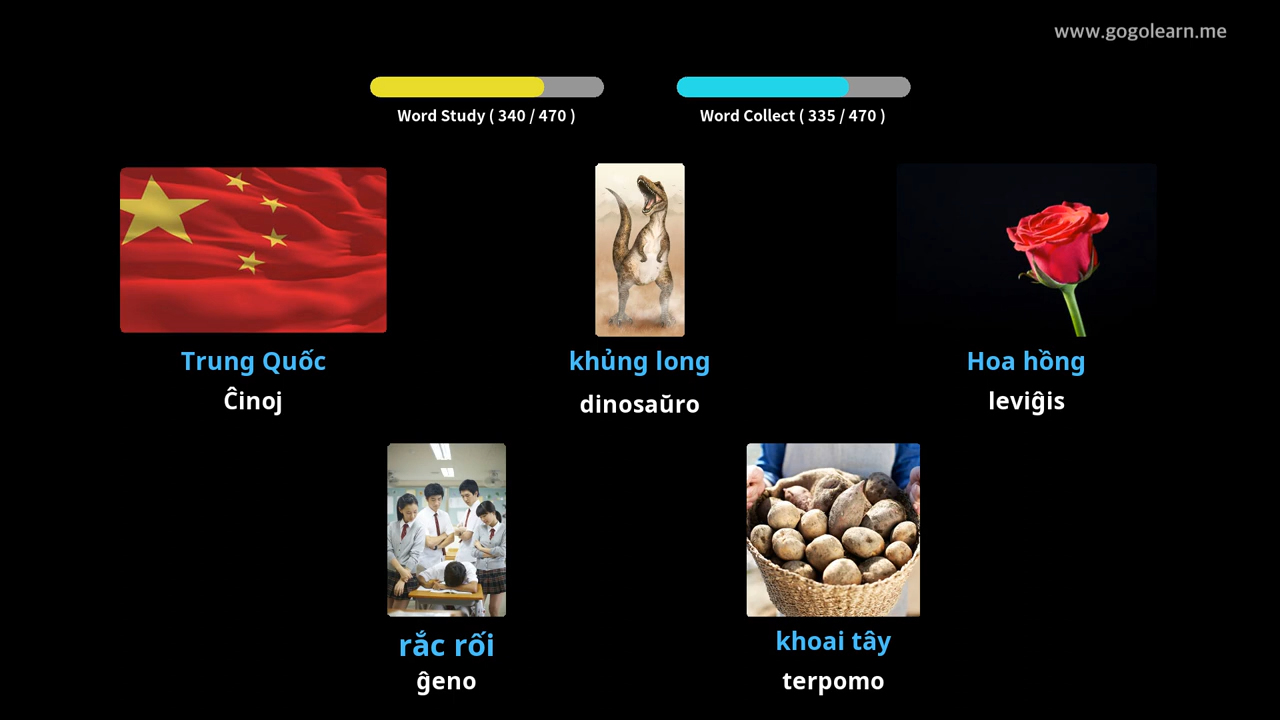 www.gogolearn.me
Word Study ( 340 / 470 )
Word Collect ( 335 / 470 )
Trung Quốc
Ĉinoj
khủng long
dinosaŭro
Hoa hồng
leviĝis
rắc rối
ĝeno
khoai tây
terpomo